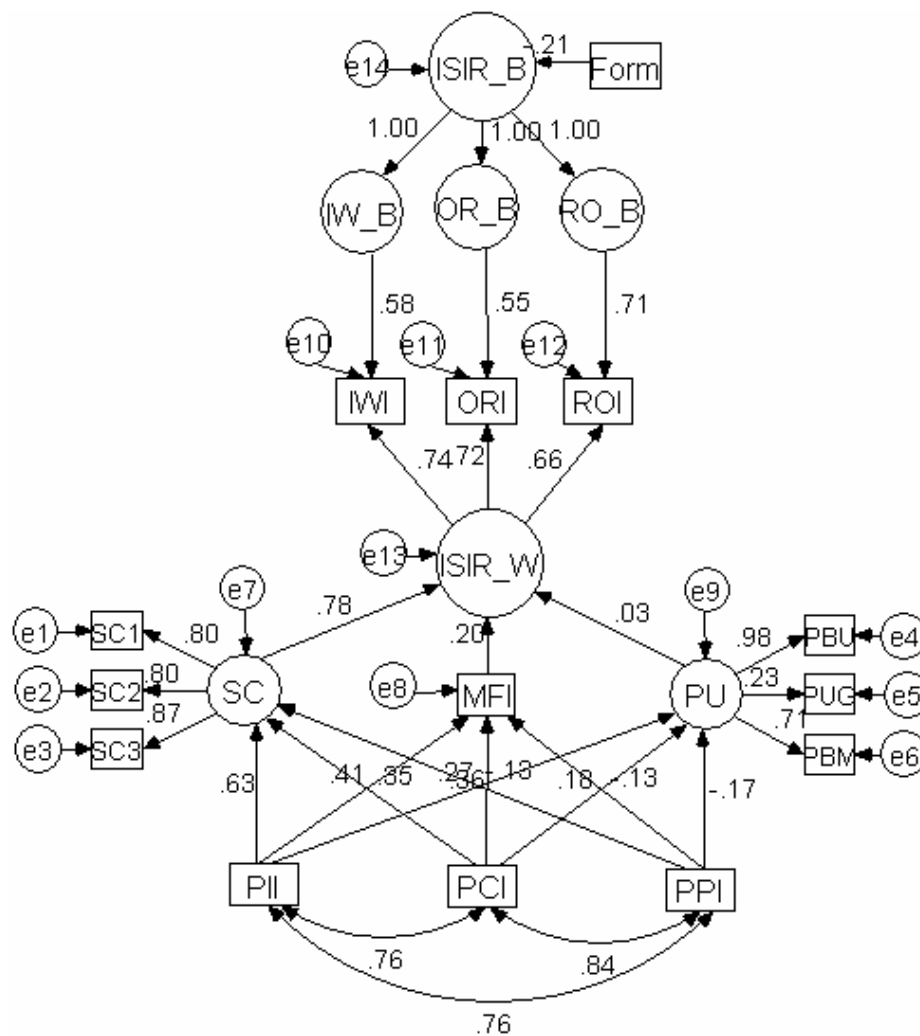 -.21
e14 ISIR_B Form
1.00 1.00 1.00
IW_B OR_B RO_B
.58 .55 .71
e10 e11 e12
IWI ORI ROI
.74 .72 .66
e13 ISIR_W
e7 e9
.78 .03
e1 SC1 .80 .20 .98 PBU e4
e2 SC2 .80 SC e8 MFI PU .23 PUG e5
e3 SC3 .87 .71 PBM e6
.63 .41 .35 .27 .13 .18 -.13 -.17
PII PCI PPI
.76 .84
.76